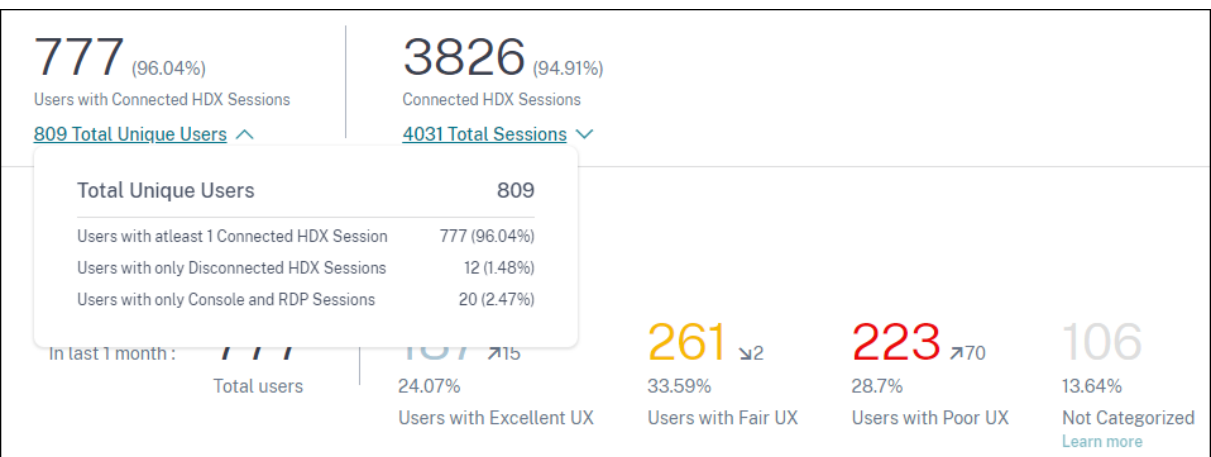 777 (96.04%)
Users with Connected HDX Sessions
809 Total Unique Users
3826 (94.91%)
Connected HDX Sessions
4031 Total Sessions
Total Unique Users 809
Users with atleast 1 Connected HDX Session 777 (96.04%)
Users with only Disconnected HDX Sessions 12 (1.48%)
Users with only Console and RDP Sessions 20 (2.47%)
In last 1 month : 777
Total users
187 15
24.07%
Users with Excellent UX
261 2
33.59%
Users with Fair UX
223 70
28.7%
Users with Poor UX
106
13.64%
Not Categorized
Learn more